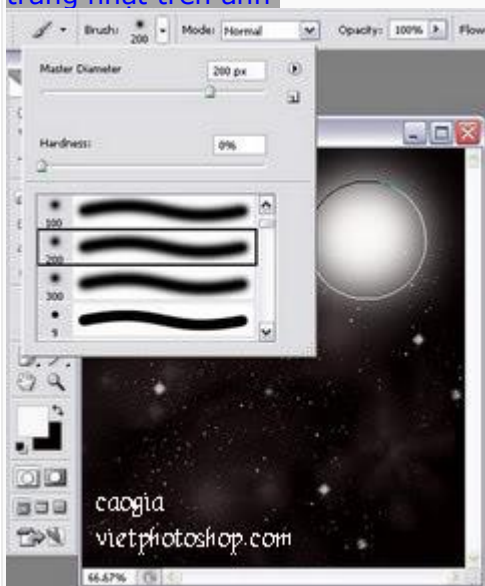 trắng nhất trên ảnh
Brush: 200 Mode: Normal Opacity: 100% Flow
Master Diameter 200 px
Hardness: 0%
100
200
300
9
caogia
vietphotoshop.com
66.67%